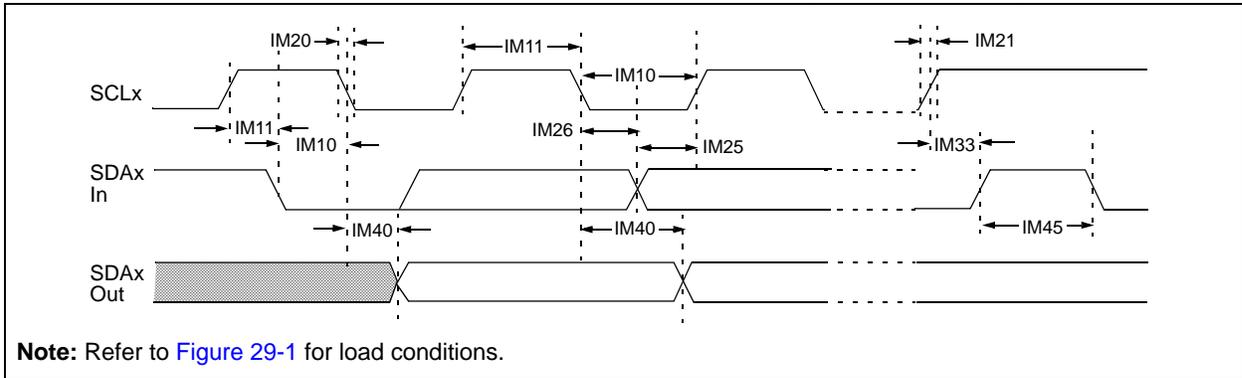 IM20
IM11
IM21
IM10
SCLx
IM11
IM26
IM10
IM25
IM33
SDAx
In
IM40
IM40
IM45
SDAx
Out
Note: Refer to Figure 29-1 for load conditions.